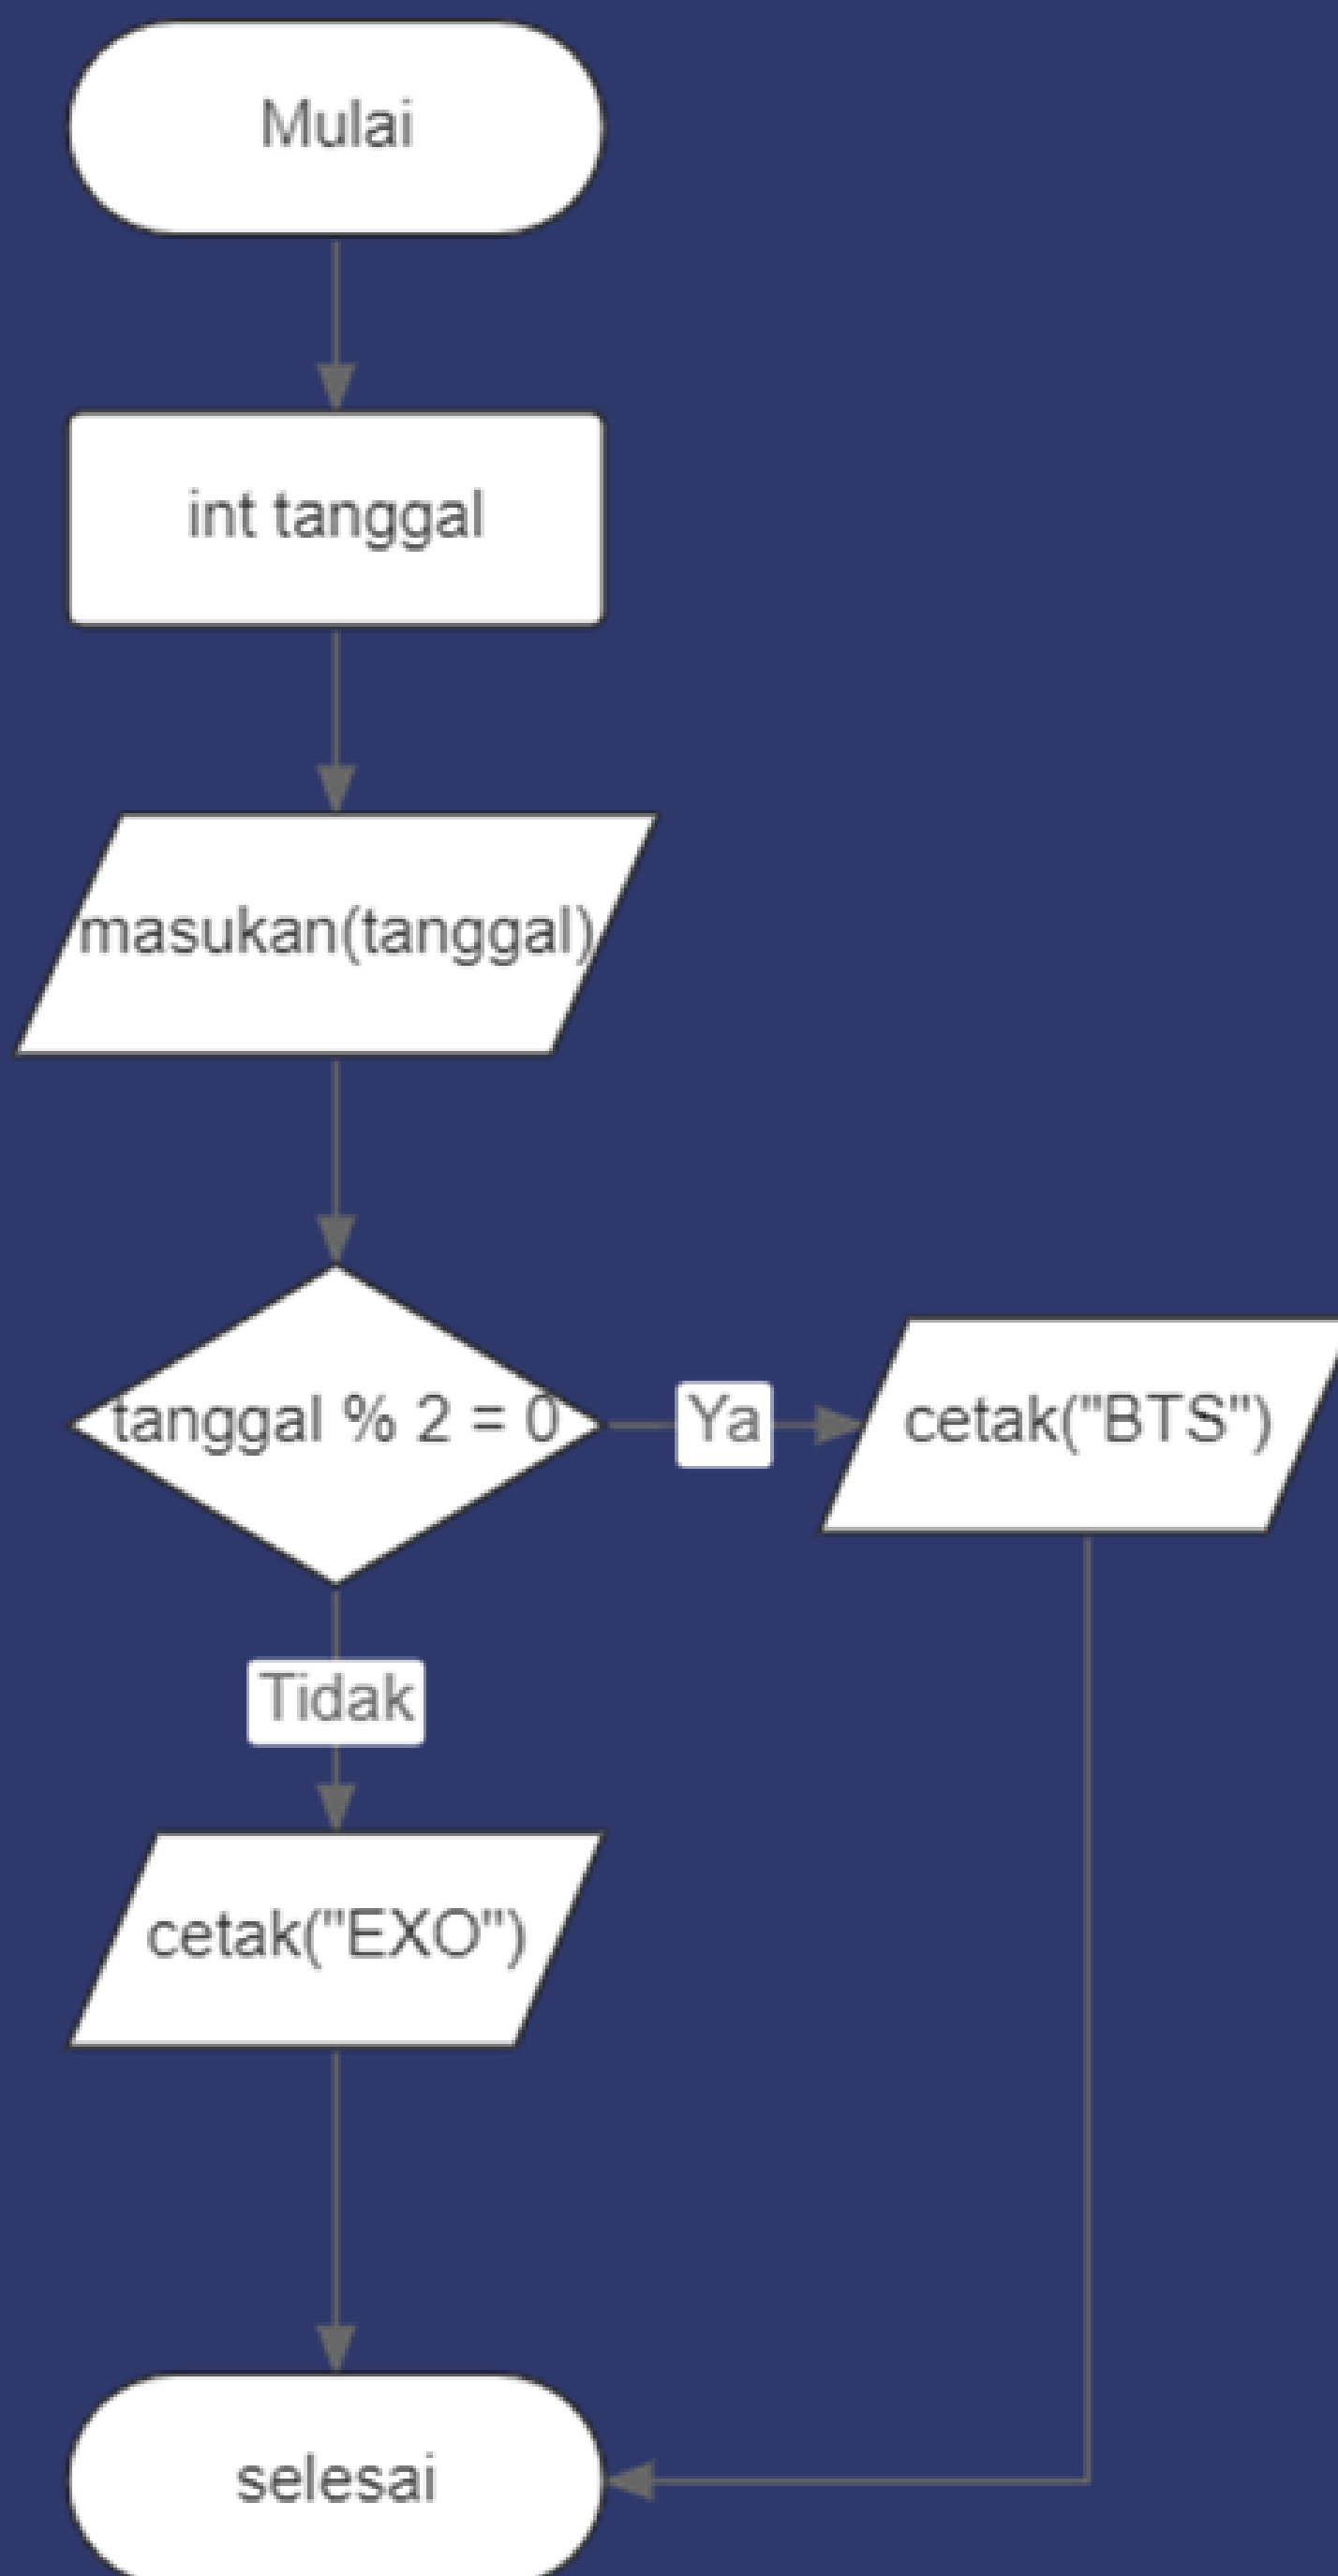 Mulai
int tanggal
masukan(tanggal)
tanggal % 2 = 0
Ya
cetak("BTS")
Tidak
cetak("EXO")
selesai